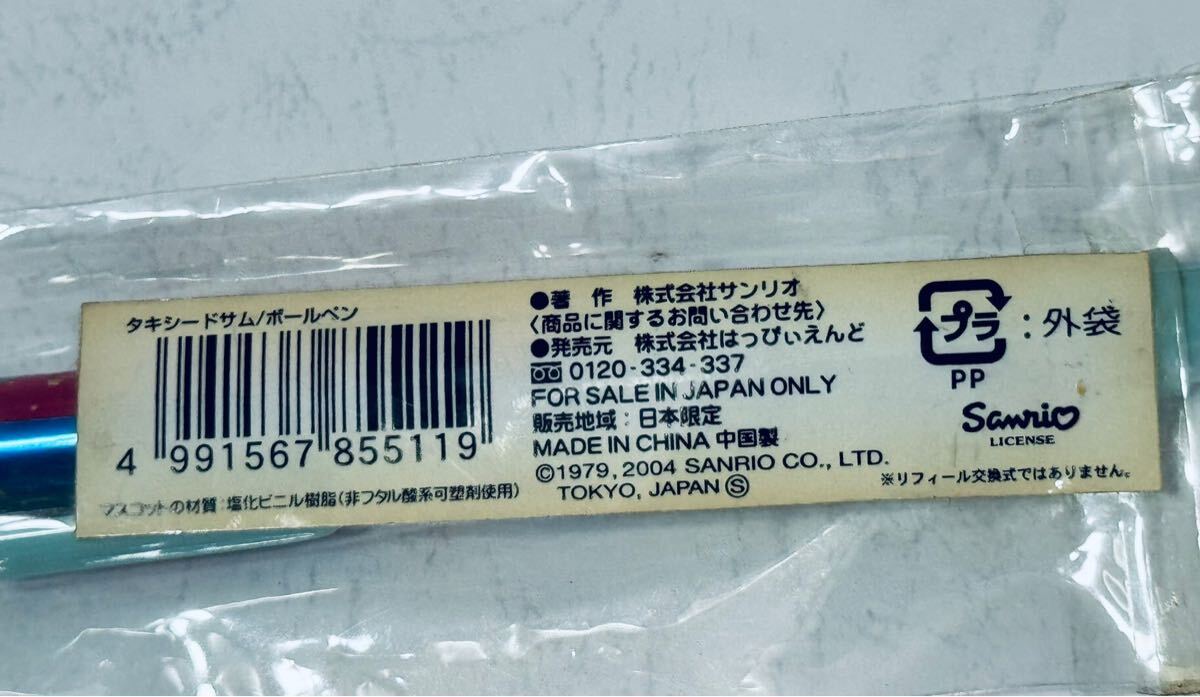 タキシードサム/ボールペン
4 991567 855119
マスコットの材質:塩化ビニル樹脂(非フタル酸系可塑剤使用)
●著 作 株式会社サンリオ
〈商品に関するお問い合わせ先〉
●発売元 株式会社はっぴぃえんど
0120-334-337
FOR SALE IN JAPAN ONLY
販売地域:日本限定
MADE IN CHINA 中国製
©1979, 2004 SANRIO CO., LTD.
TOKYO, JAPAN Ⓢ
プラ:外袋
PP
Sanrio
LICENSE
※リフィール交換式ではありません。